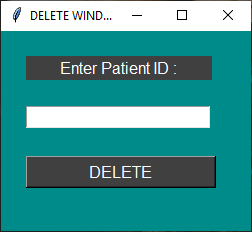 DELETE WIND...
Enter Patient ID :
DELETE